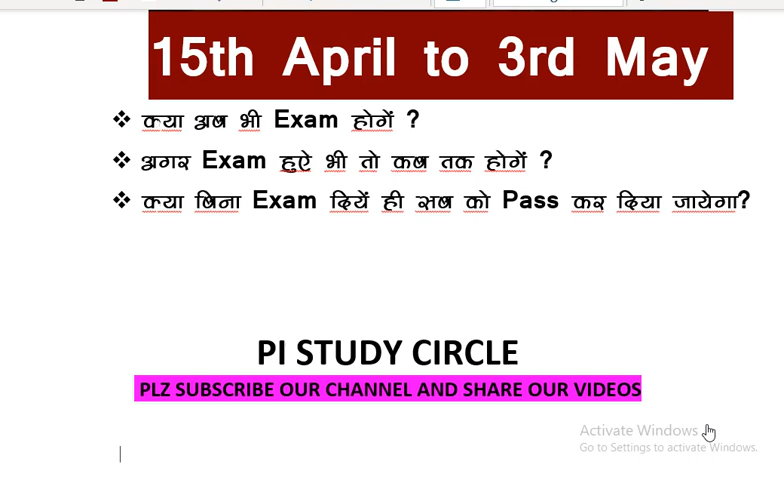 15th April to 3rd May
❖ क्या अब भी Exam होगें ?
❖ अगर Exam हुऐ भी तो कब तक होगें ?
❖ क्या बिना Exam दियें ही सब को Pass कर दिया जायेगा?
PI STUDY CIRCLE
PLZ SUBSCRIBE OUR CHANNEL AND SHARE OUR VIDEOS
Activate Windows
Go to Settings to activate Windows.